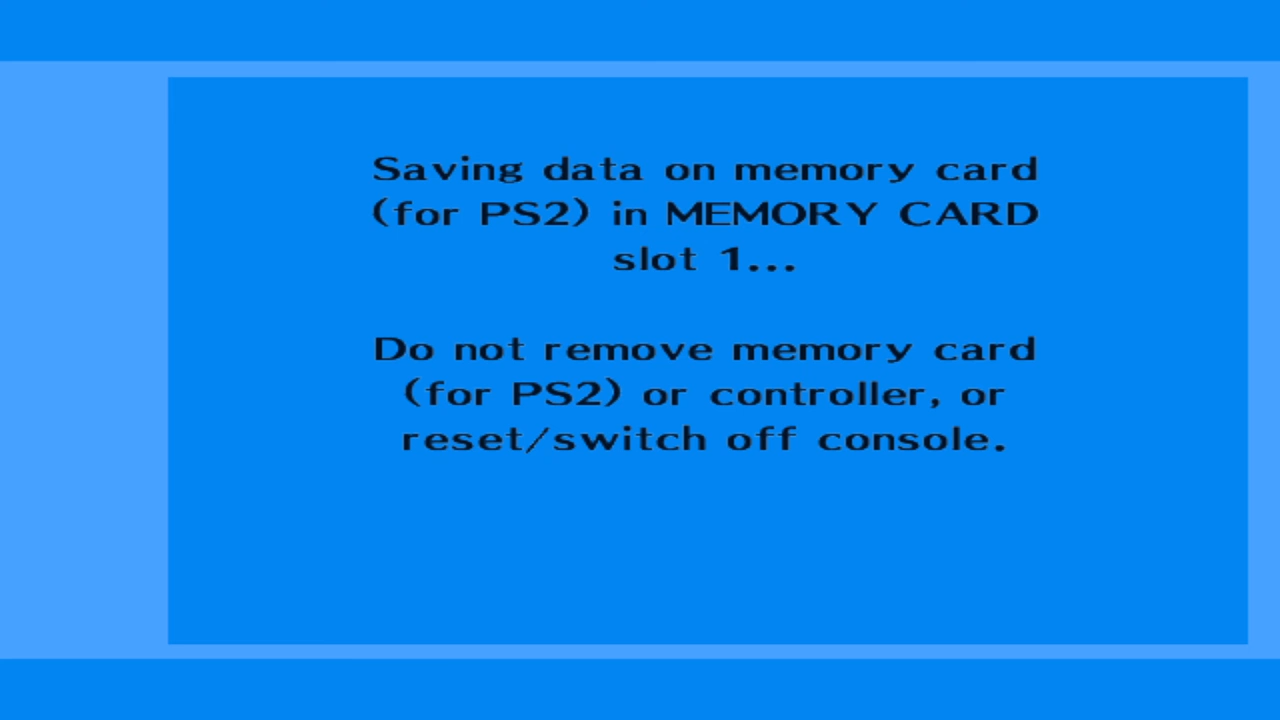 Saving data on memory card
(for PS2) in MEMORY CARD
slot 1...
Do not remove memory card
(for PS2) or controller, or
reset/switch off console.